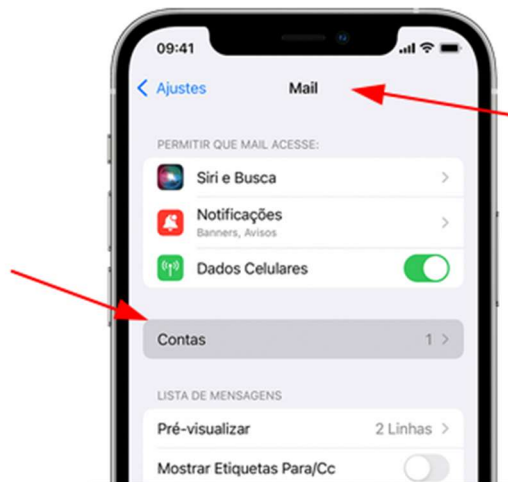 09:41
Ajustes Mail
PERMITIR QUE MAIL ACESSE:
Siri e Busca
Notificações
Banners, Avisos
Dados Celulares
Contas 1
LISTA DE MENSAGENS
Pré-visualizar 2 Linhas
Mostrar Etiquetas Para/Cc